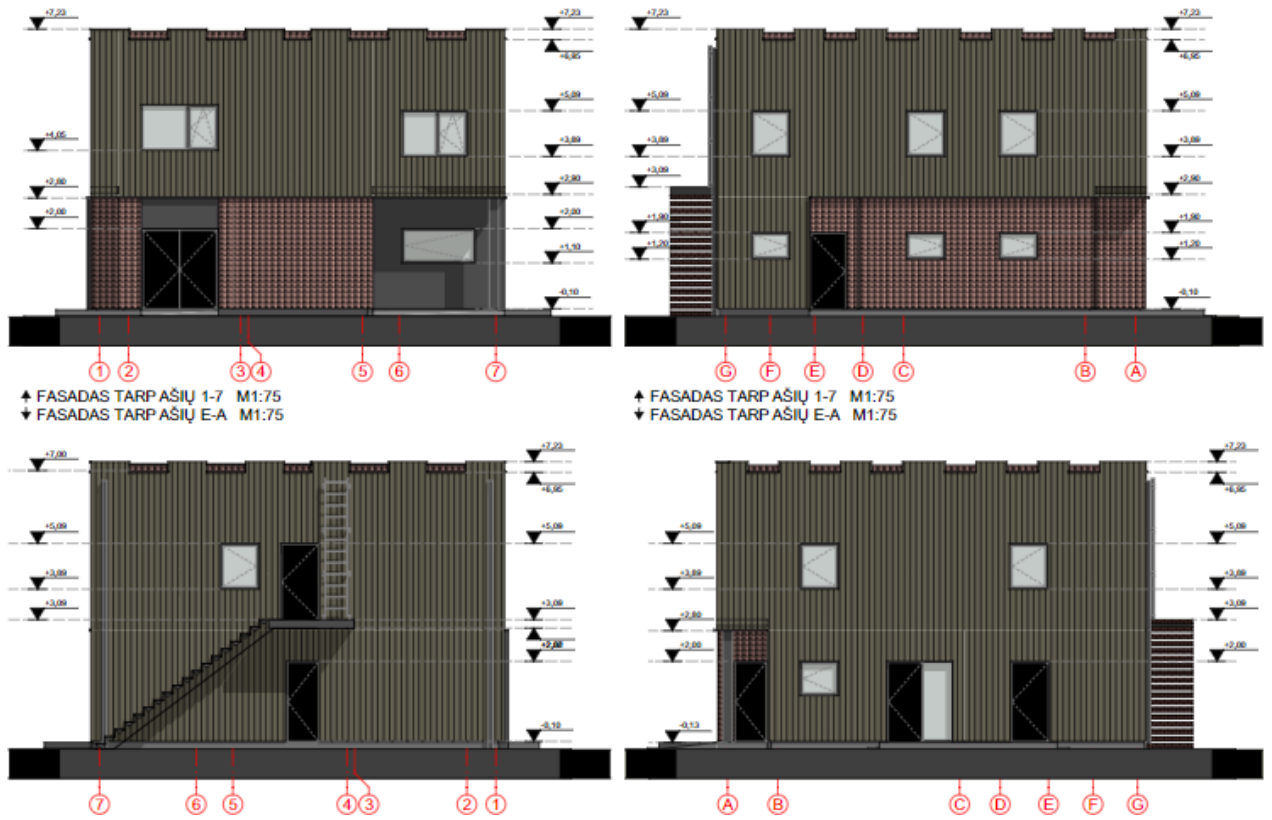 +7,23 +7,23 +7,23 +7,23
+6,95 +6,95
+5,09 +5,09 +5,09
+4,05 +3,89 +3,89 +3,89
+3,09
+2,80 +2,90 +2,90
+2,00 +2,00 +1,90 +1,90
+1,10 +1,20 +1,20
-0,10 -0,10
1 2 3 4 5 6 7 G F E D C B A
FASADAS TARP AŠIŲ 1-7 M1:75 FASADAS TARP AŠIŲ 1-7 M1:75
FASADAS TARP AŠIŲ E-A M1:75 FASADAS TARP AŠIŲ E-A M1:75
+7,00 +7,23 +7,23
+6,95 +6,95
+5,09 +5,09 +5,09 +5,09
+3,89 +3,89 +3,89
+3,09 +3,09 +2,80 +3,09
+2,00 +2,00
-0,10 -0,13
7 6 5 4 3 2 1 A B C D E F G